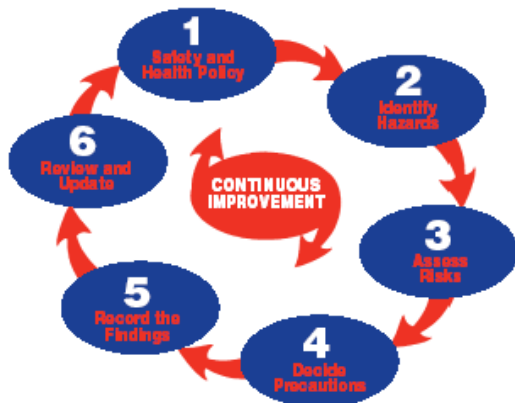 1
Safety and
Health Policy
2
Identify
Hazards
3
Assess
Risks
4
Decide
Precautions
5
Record the
Findings
6
Review and
Update
CONTINUOUS
IMPROVEMENT